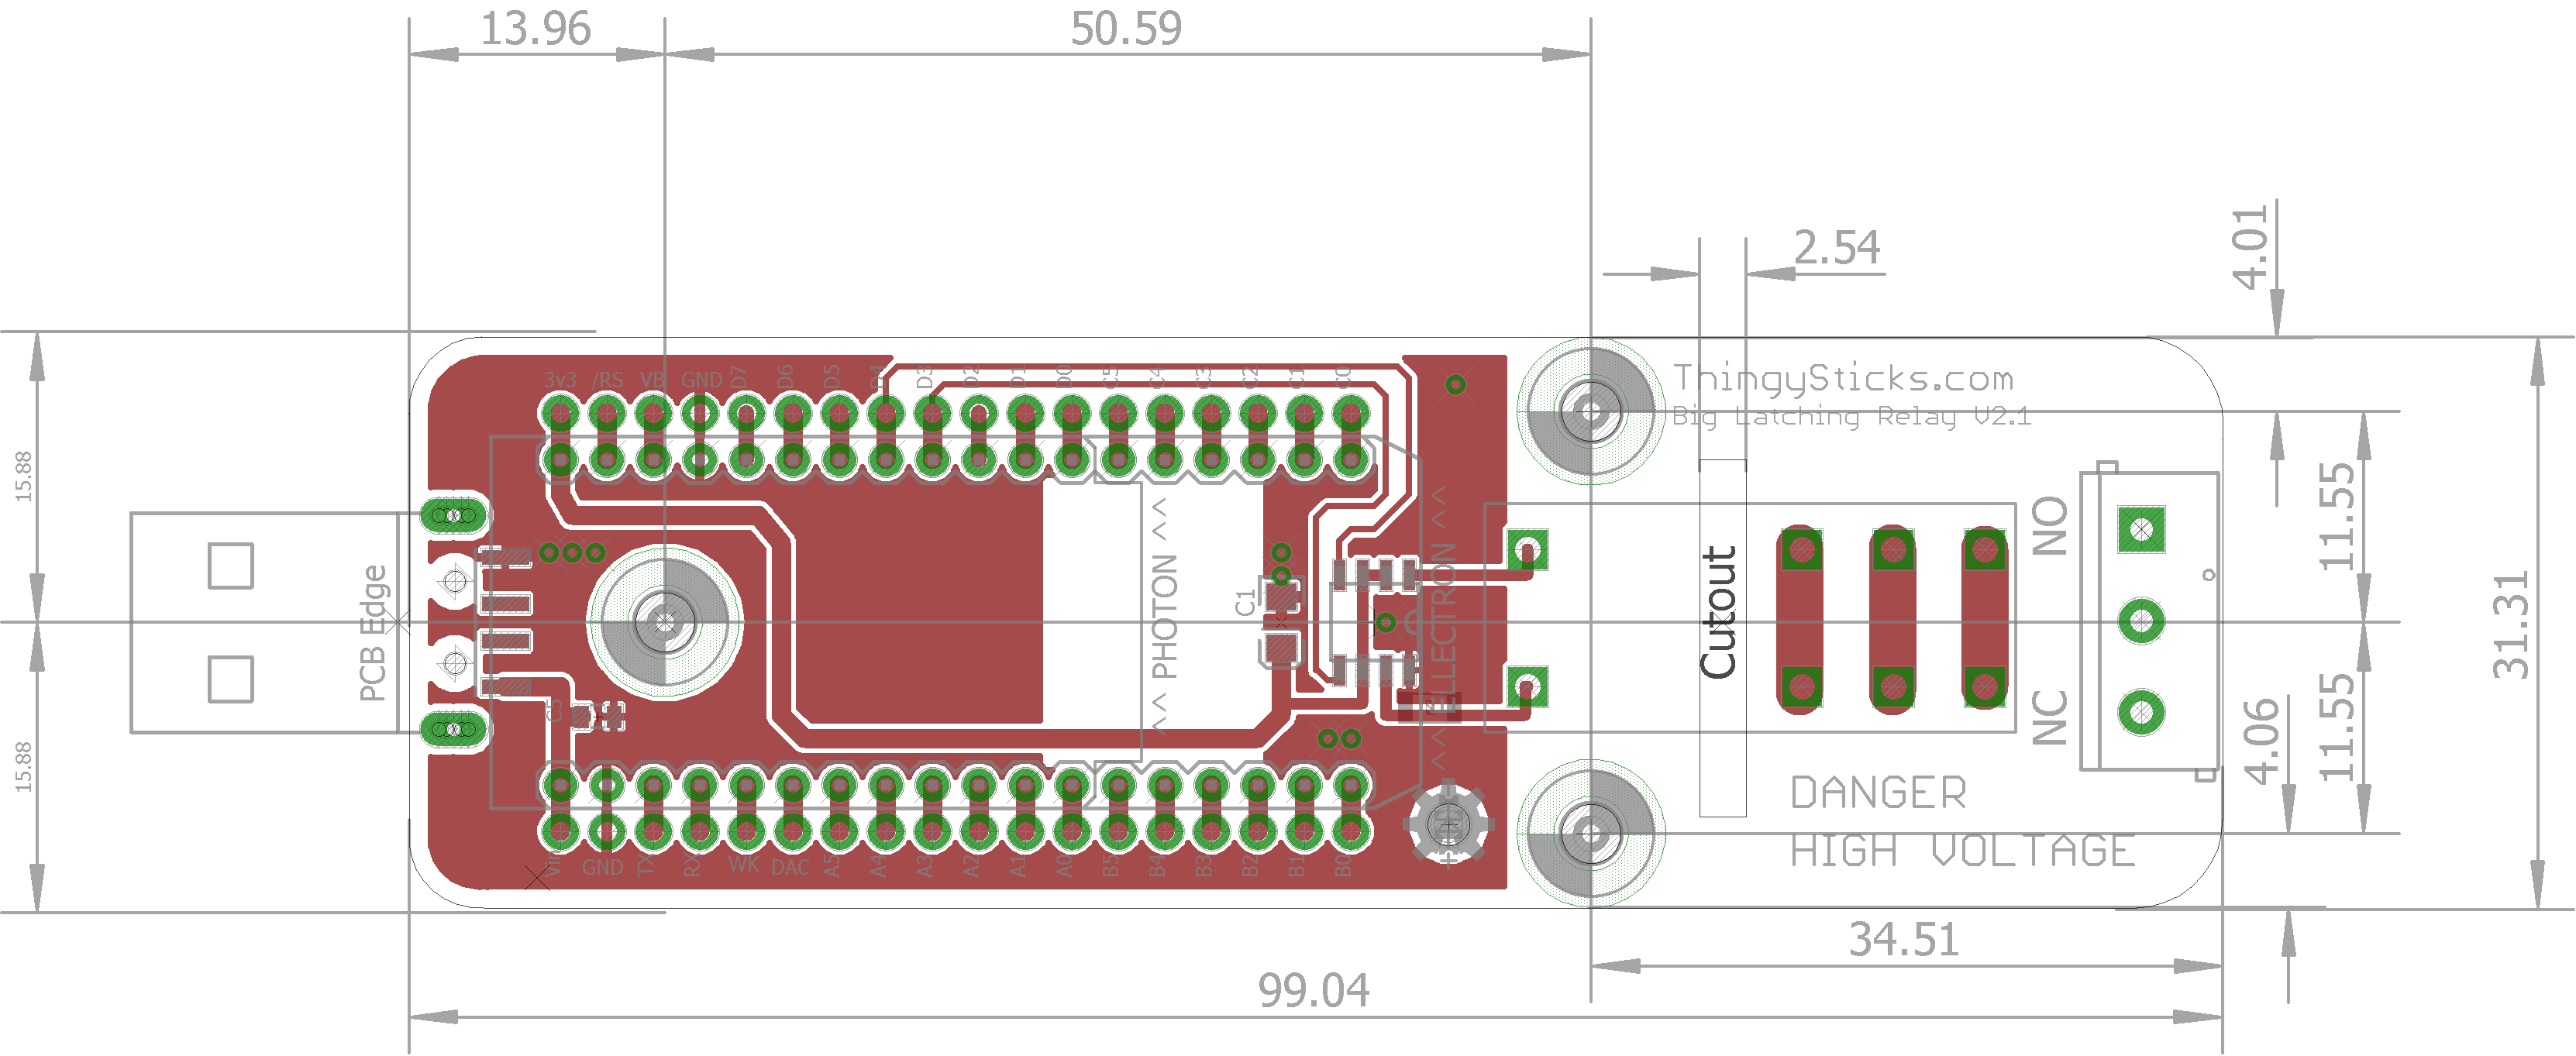 13.96
50.59
4.01
2.54
ThingySticks.com
Big Latching Relay V2.1
3v3 /RS VB GND D7 D6 D5 D4 D3 D2 D1 D0 C5 C4 C3 C2 C1 C0
15.88
15.88
PCB Edge
<< PHOTON <<
C1
<< ELLECTRON <<
Cutout
NO
NC
11.55
11.55
31.31
4.06
C5
Vin GND TX RX WK DAC A5 A4 A3 A2 A1 A0 B5 B4 B3 B2 B1 B0
+
DANGER
HIGH VOLTAGE
34.51
99.04